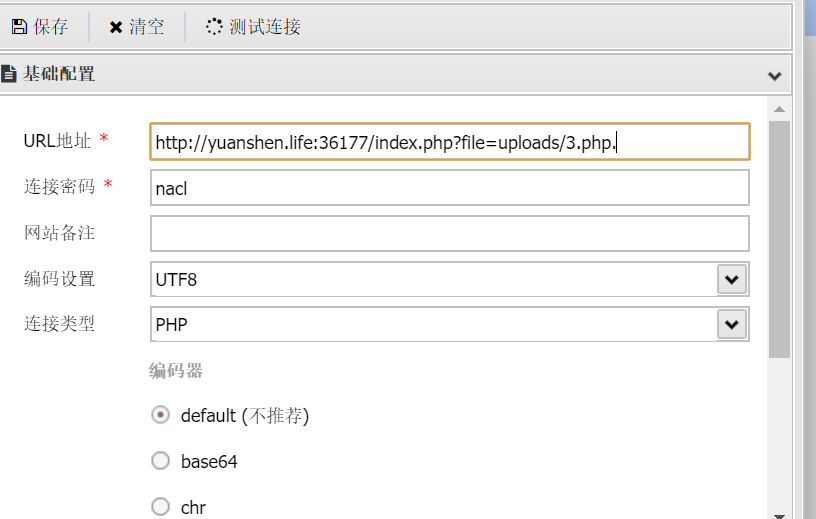 保存 清空 测试连接
基础配置
URL地址 * http://yuanshen.life:36177/index.php?file=uploads/3.php.
连接密码 * nacl
网站备注
编码设置 UTF8
连接类型 PHP
编码器
default (不推荐)
base64
chr